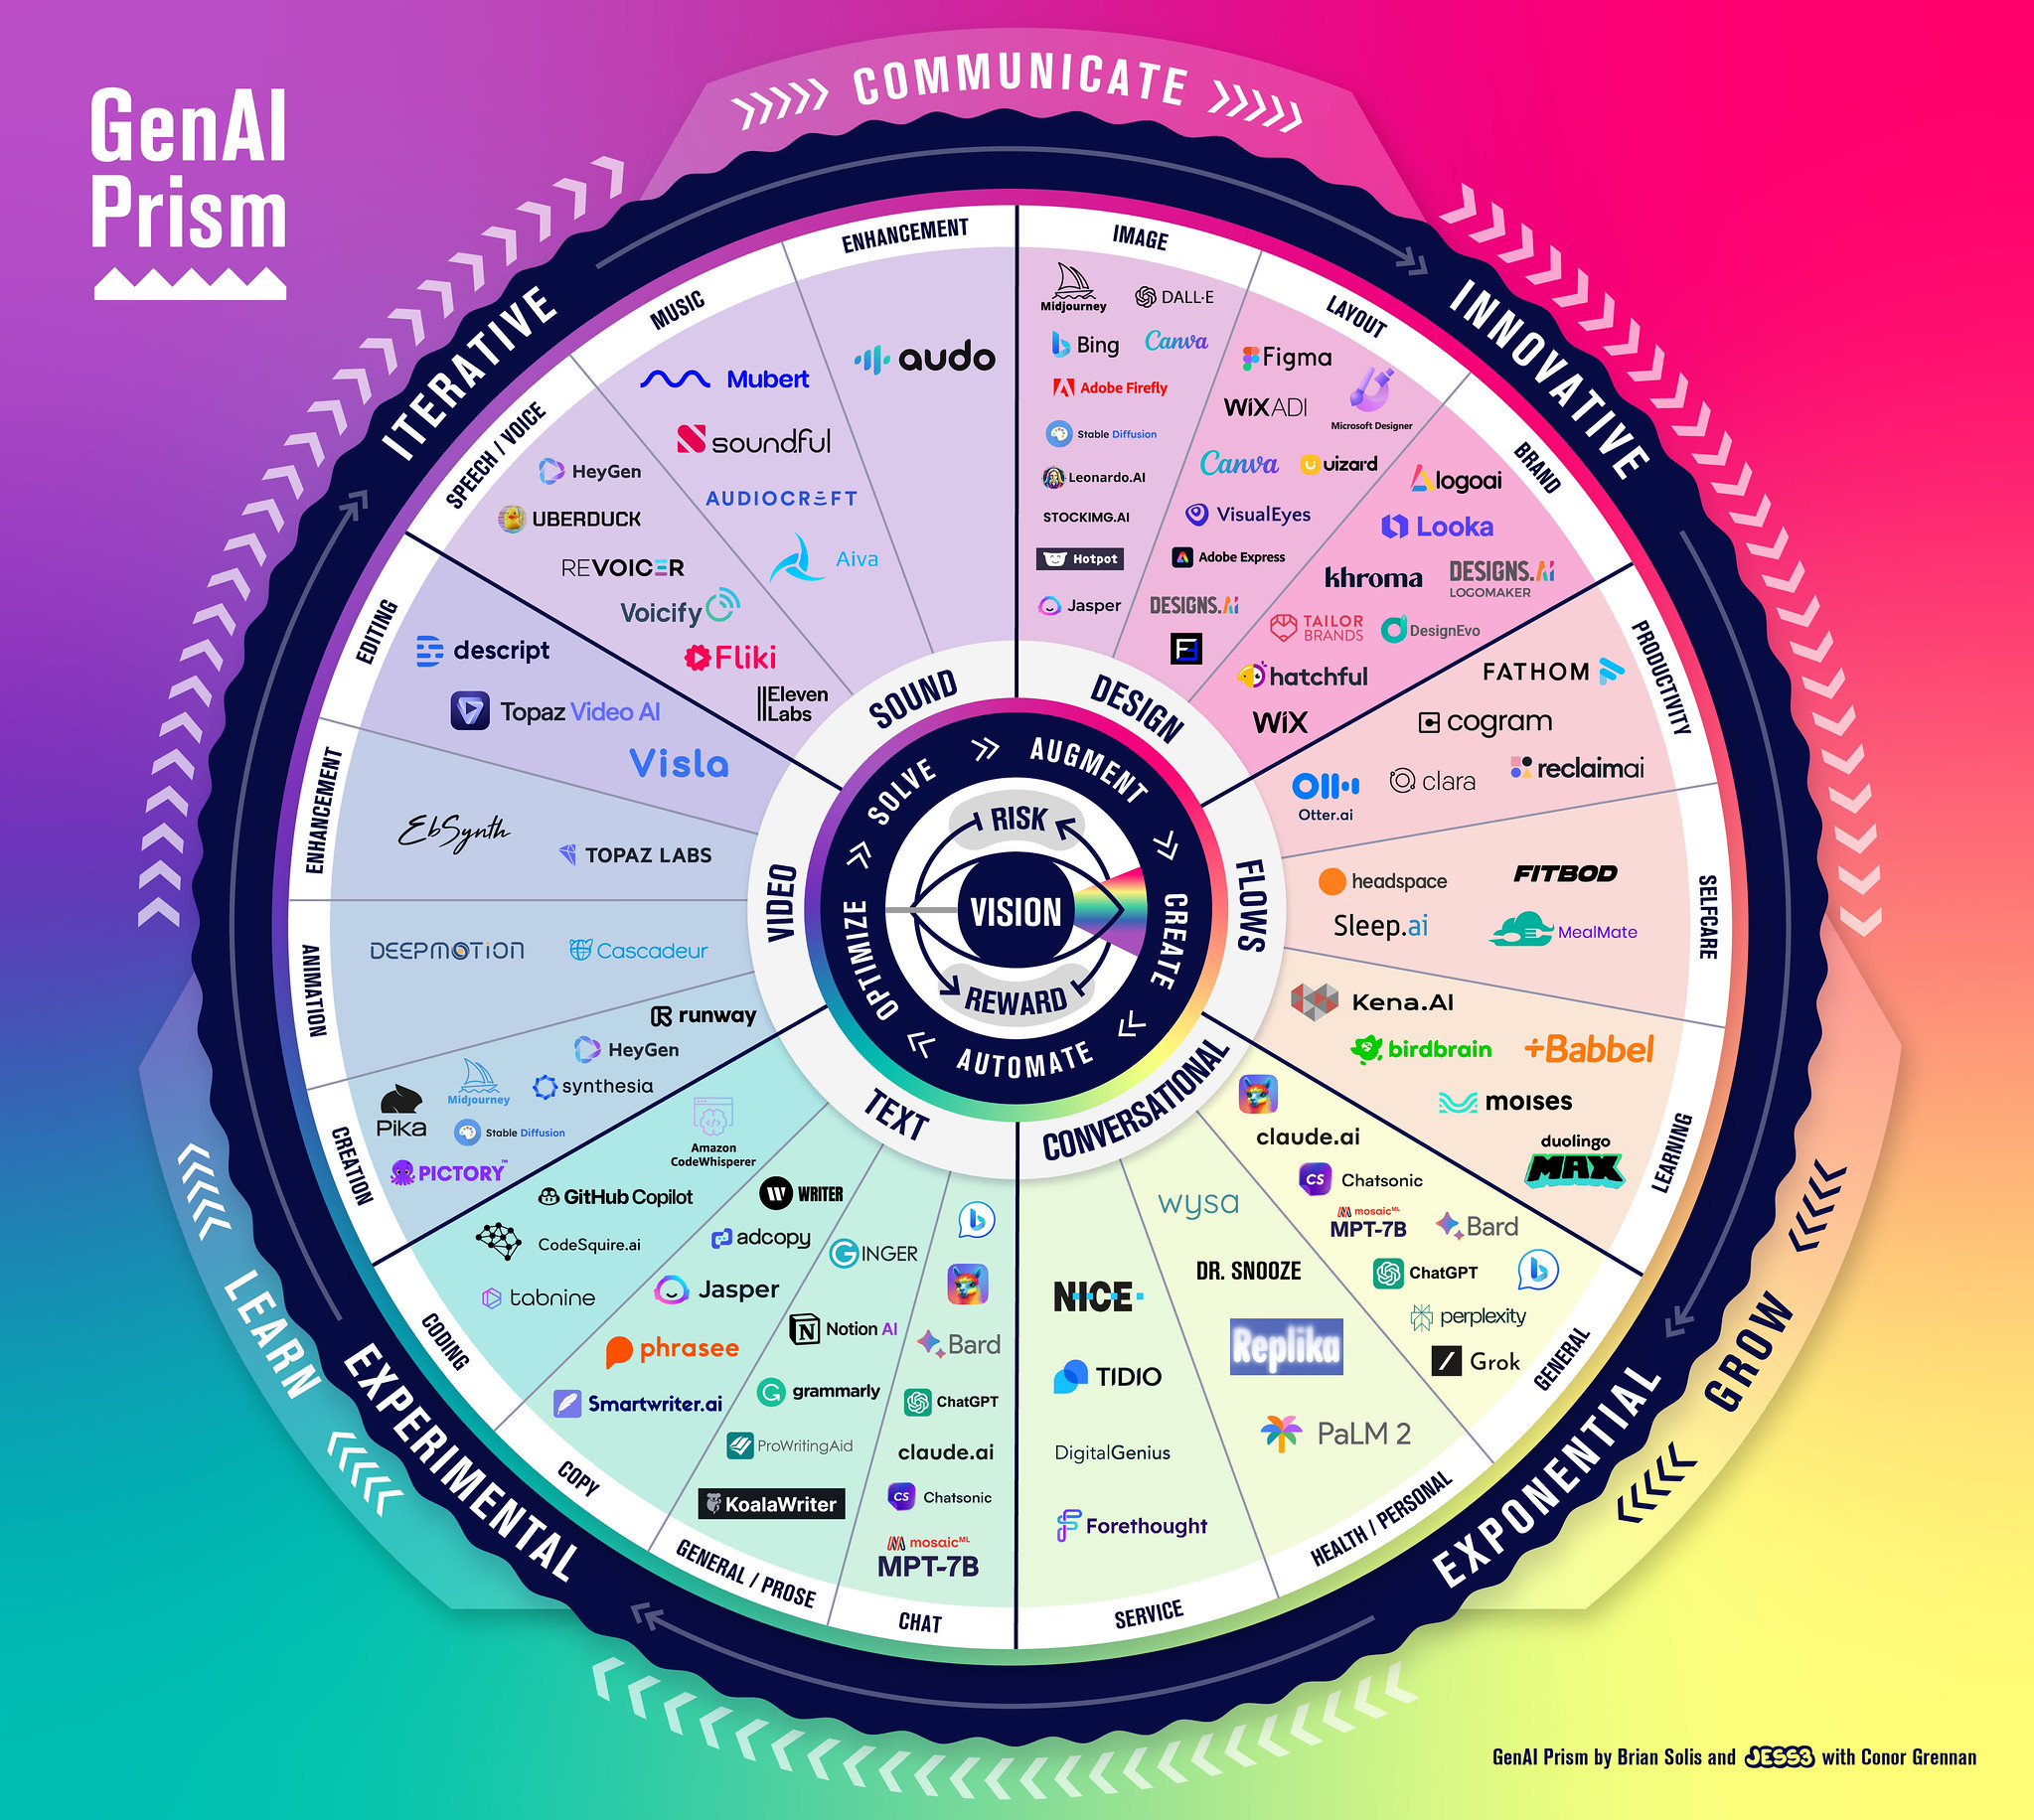 GenAI
Prism
COMMUNICATE
INNOVATIVE
GROW
EXPONENTIAL
EXPERIMENTAL
LEARN
ITERATIVE
DESIGN
IMAGE
Midjourney
DALL·E
Bing
Canva
Adobe Firefly
Stable Diffusion
Leonardo.AI
STOCKIMG.AI
Hotpot
Jasper
LAYOUT
Figma
WiX ADI
Microsoft Designer
Canva
uizard
VisualEyes
Adobe Express
DESIGNS.AI
BRAND
logoai
Looka
khroma
DESIGNS.AI
LOGOMAKER
TAILOR
BRANDS
DesignEvo
hatchful
WiX
FLOWS
PRODUCTIVITY
FATHOM
cogram
Otter.ai
clara
reclaimai
SELFCARE
headspace
FITBOD
Sleep.ai
MealMate
LEARNING
Kena.AI
birdbrain
+Babbel
moises
duolingo
MAX
CONVERSATIONAL
GENERAL
claude.ai
CS
Chatsonic
mosaicML
MPT-7B
Bard
ChatGPT
perplexity
Grok
HEALTH / PERSONAL
wysa
DR. SNOOZE
Replika
PaLM 2
SERVICE
NICE
TIDIO
DigitalGenius
Forethought
TEXT
CHAT
Bard
ChatGPT
claude.ai
CS
Chatsonic
mosaicML
MPT-7B
GENERAL / PROSE
GINGER
Notion AI
grammarly
ProWritingAid
KoalaWriter
COPY
WRITER
adcopy
Jasper
phrasee
Smartwriter.ai
CODING
Amazon
CodeWhisperer
GitHub Copilot
CodeSquire.ai
tabnine
VIDEO
CREATION
runway
HeyGen
synthesia
Midjourney
Pika
Stable Diffusion
PICTORY™
ANIMATION
DEEPMOTION
Cascadeur
ENHANCEMENT
EbSynth
TOPAZ LABS
EDITING
descript
Topaz Video AI
Visla
SOUND
SPEECH / VOICE
HeyGen
UBERDUCK
REVOICER
Voicify
Fliki
ElevenLabs
MUSIC
Mubert
soundful
AUDIOCRAFT
Aiva
ENHANCEMENT
audo
SOLVE
AUGMENT
CREATE
AUTOMATE
OPTIMIZE
RISK
VISION
REWARD
GenAI Prism by Brian Solis and JESS3 with Conor Grennan